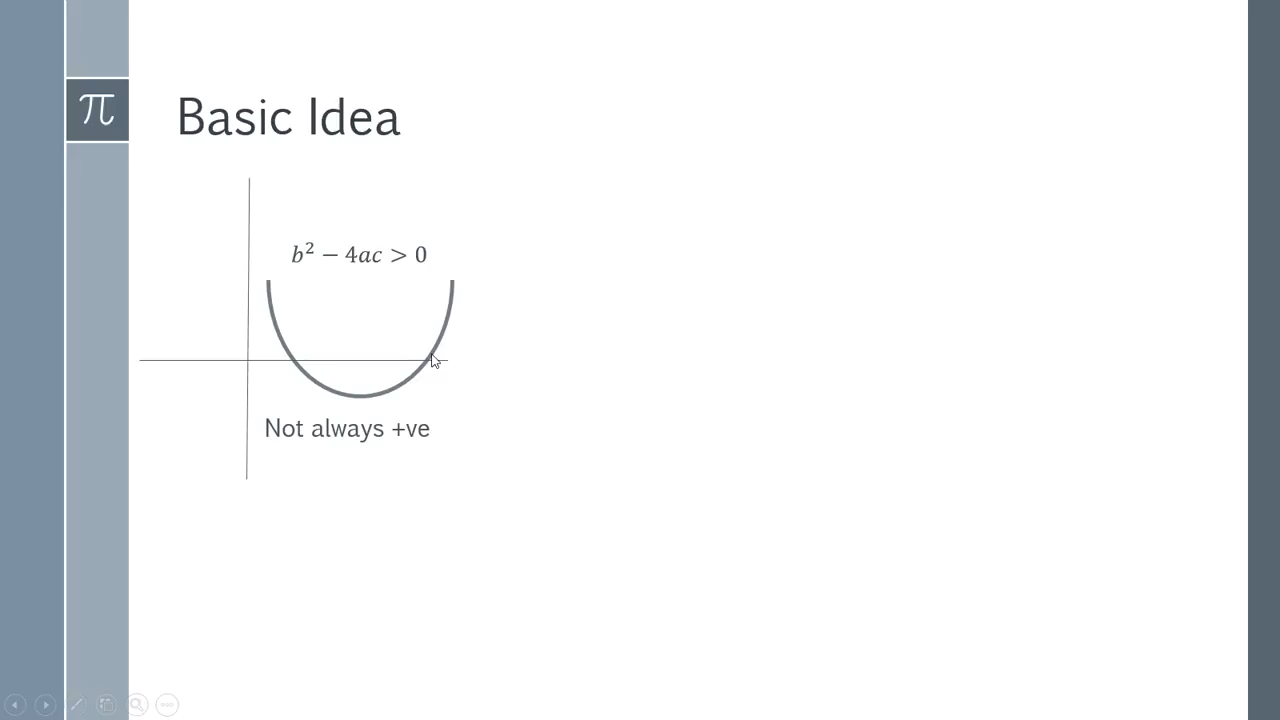 π
Basic Idea
b² − 4ac > 0
Not always +ve